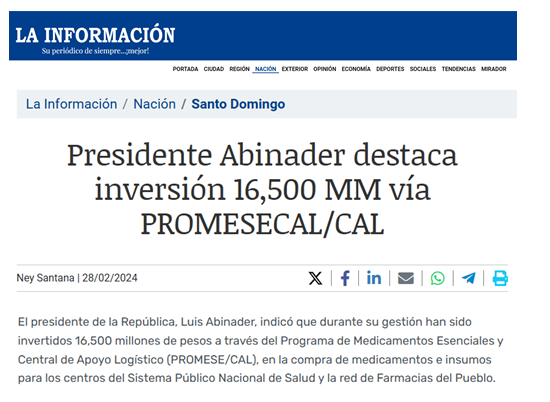 LA INFORMACIÓN
Su periódico de siempre...¡mejor!
PORTADA CIUDAD REGIÓN NACIÓN EXTERIOR OPINIÓN ECONOMÍA DEPORTES SOCIALES TENDENCIAS MIRADOR
La Información / Nación / Santo Domingo
Presidente Abinader destaca
inversión 16,500 MM vía
PROMESECAL/CAL
Ney Santana | 28/02/2024
El presidente de la República, Luis Abinader, indicó que durante su gestión han sido
invertidos 16,500 millones de pesos a través del Programa de Medicamentos Esenciales y
Central de Apoyo Logístico (PROMESE/CAL), en la compra de medicamentos e insumos
para los centros del Sistema Público Nacional de Salud y la red de Farmacias del Pueblo.